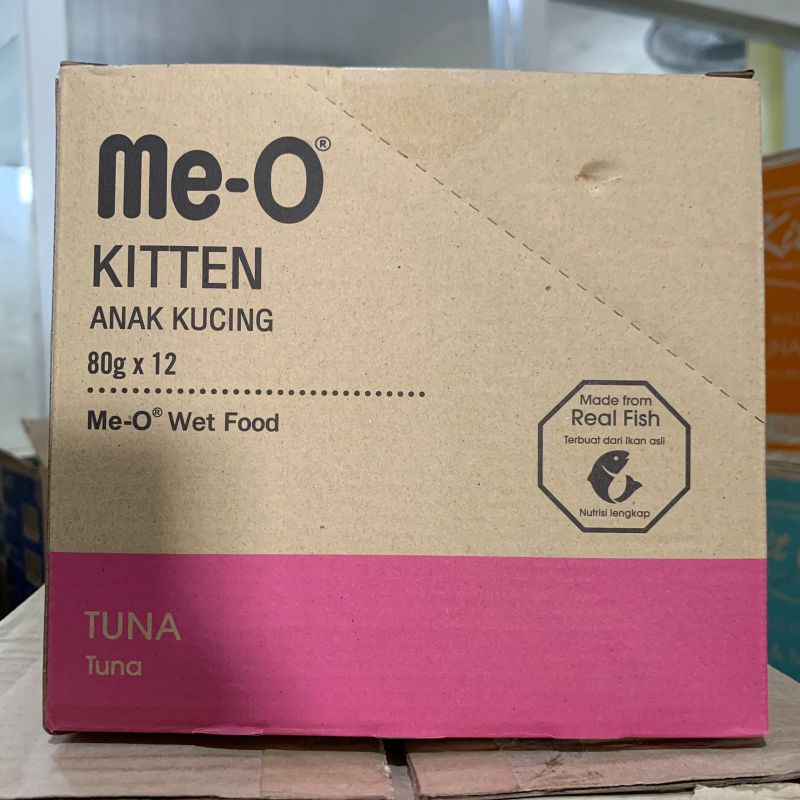 Me-O®
KITTEN
ANAK KUCING
80g x 12
Me-O® Wet Food
Made from
Real Fish
Terbuat dari ikan asli
Nutrisi lengkap
TUNA
Tuna